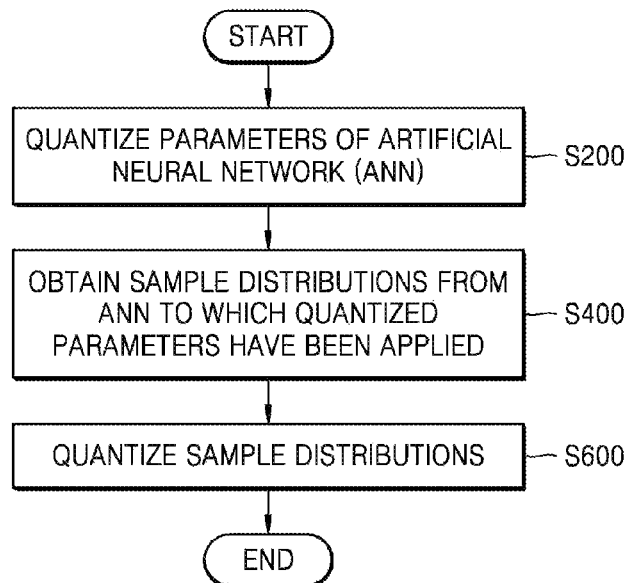 START
QUANTIZE PARAMETERS OF ARTIFICIAL
NEURAL NETWORK (ANN)
S200
OBTAIN SAMPLE DISTRIBUTIONS FROM
ANN TO WHICH QUANTIZED
PARAMETERS HAVE BEEN APPLIED
S400
QUANTIZE SAMPLE DISTRIBUTIONS
S600
END